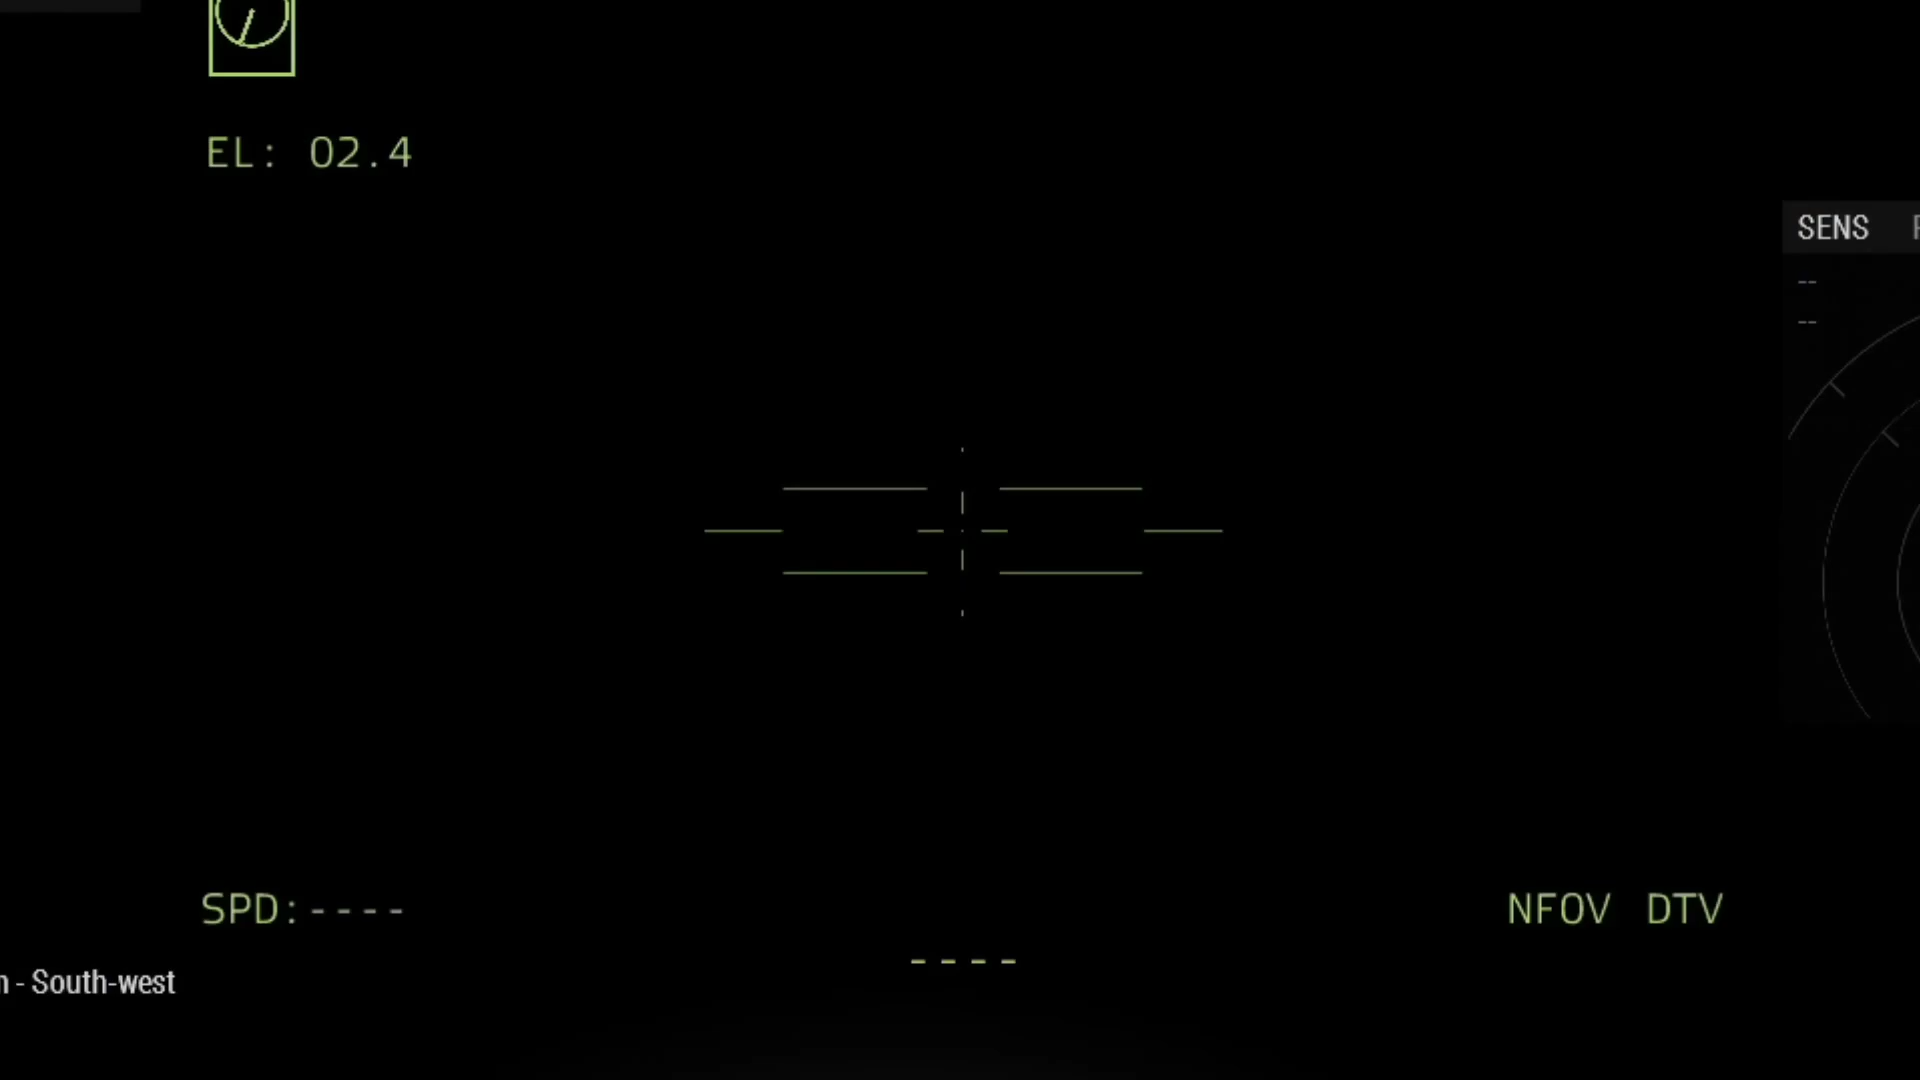 EL: 02.4
SENS
--
--
SPD:----
NFOV DTV
----
- South-west